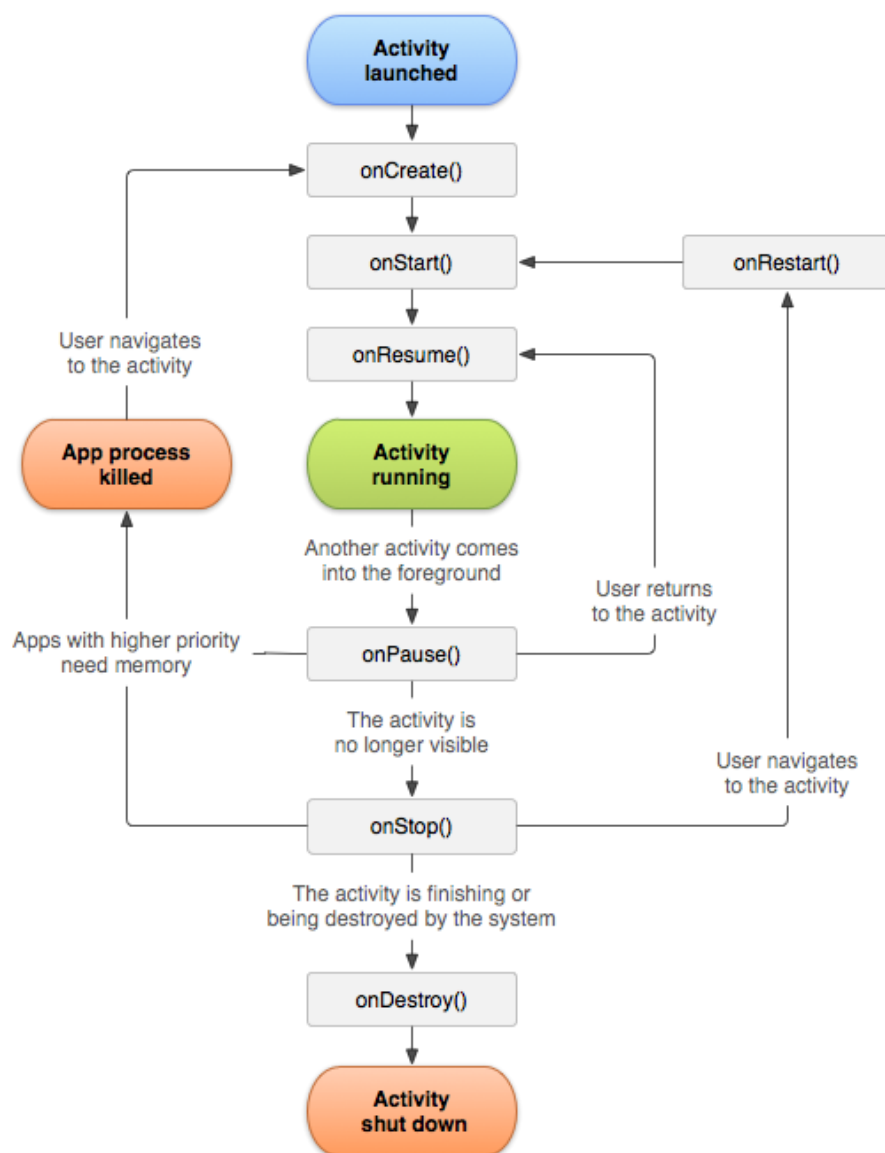 Activity
launched
onCreate()
onStart()
onRestart()
User navigates
to the activity
onResume()
App process
killed
Activity
running
Another activity comes
into the foreground
User returns
to the activity
Apps with higher priority
need memory
onPause()
The activity is
no longer visible
User navigates
to the activity
onStop()
The activity is finishing or
being destroyed by the system
onDestroy()
Activity
shut down